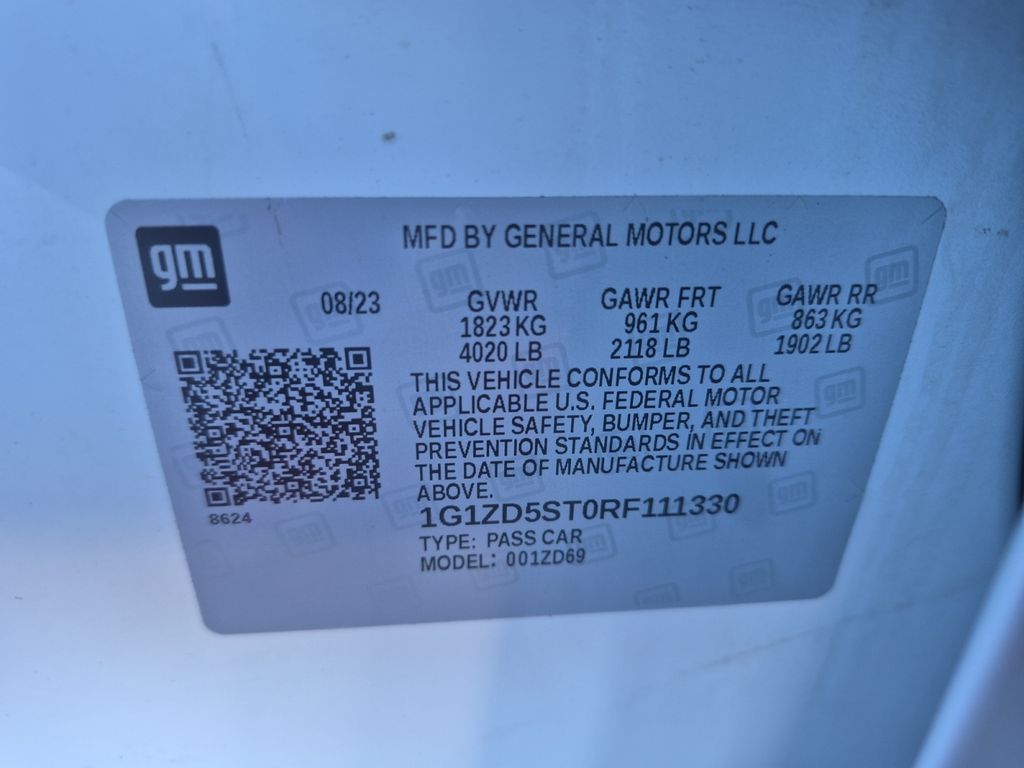 gm
MFD BY GENERAL MOTORS LLC
08/23 GVWR GAWR FRT GAWR RR
1823 KG 961 KG 863 KG
4020 LB 2118 LB 1902 LB
THIS VEHICLE CONFORMS TO ALL
APPLICABLE U.S. FEDERAL MOTOR
VEHICLE SAFETY, BUMPER, AND THEFT
PREVENTION STANDARDS IN EFFECT ON
THE DATE OF MANUFACTURE SHOWN
ABOVE.
8624
1G1ZD5ST0RF111330
TYPE: PASS CAR
MODEL: 001ZD69